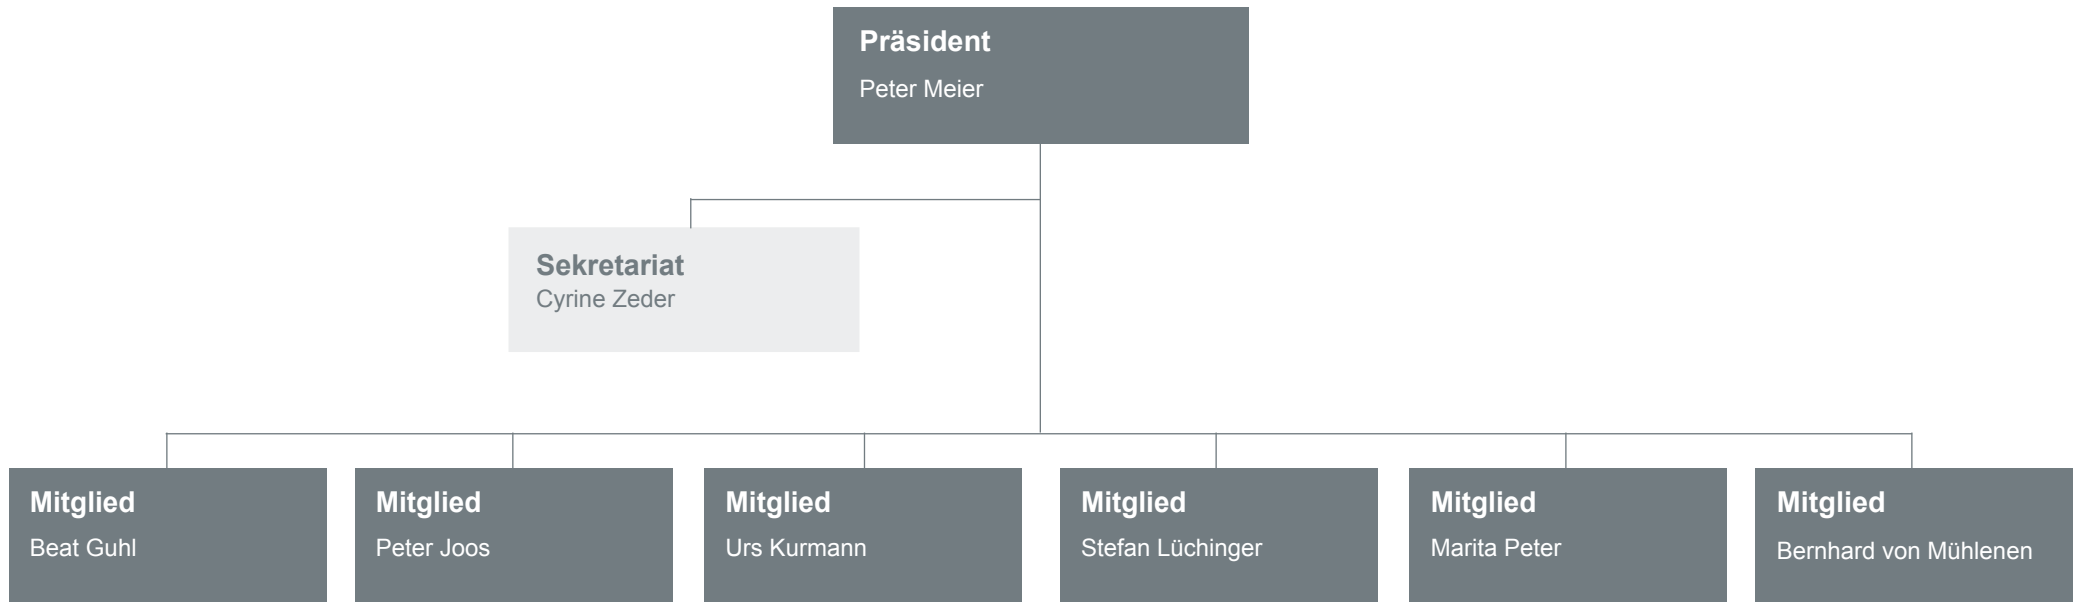 Präsident
Peter Meier
Sekretariat
Cyrine Zeder
Mitglied
Beat Guhl
Mitglied
Peter Joos
Mitglied
Urs Kurmann
Mitglied
Stefan Lüchinger
Mitglied
Marita Peter
Mitglied
Bernhard von Mühlenen